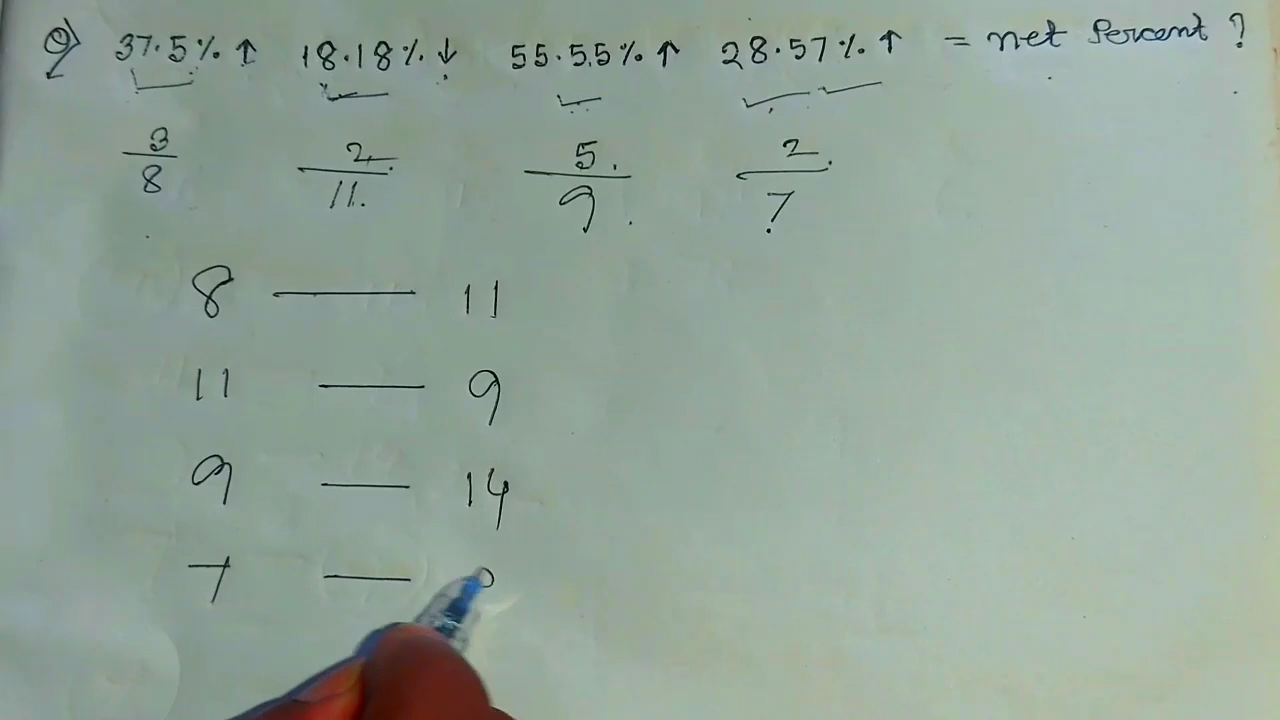 Q) 37.5% ↑ 18.18% ↓ 55.55% ↑ 28.57% ↑ = net Percent ?
3/8 2/11 5/9 2/7
8 — 11
11 — 9
9 — 14
7 —